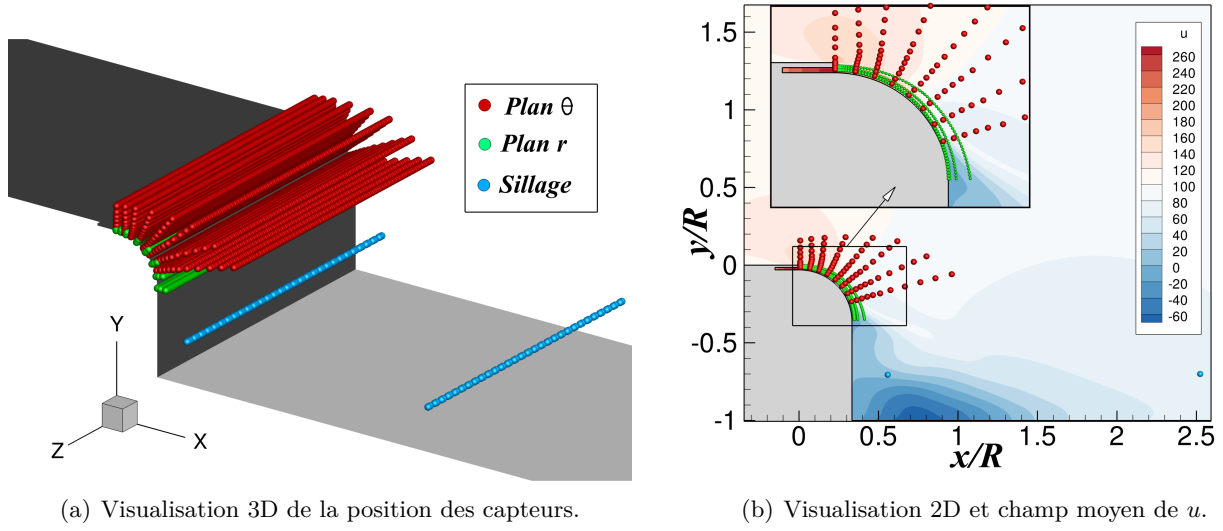 Plan θ
Plan r
Sillage
Y
X
Z
(a) Visualisation 3D de la position des capteurs.
y/R
1.5
1
0.5
0
-0.5
-1
0
0.5
1
1.5
2
2.5
x/R
u
260
240
220
200
180
160
140
120
100
80
60
40
20
0
-20
-40
-60
(b) Visualisation 2D et champ moyen de u.